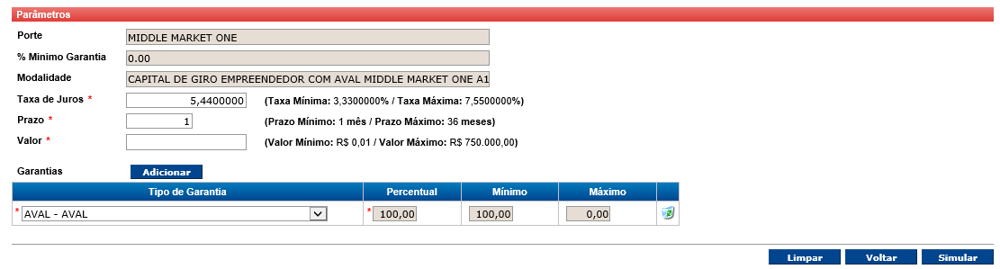 Parâmetros
Porte MIDDLE MARKET ONE
% Minimo Garantia 0.00
Modalidade CAPITAL DE GIRO EMPREENDEDOR COM AVAL MIDDLE MARKET ONE A1
Taxa de Juros * 5,4400000 (Taxa Mínima: 3,3300000% / Taxa Máxima: 7,5500000%)
Prazo * 1 (Prazo Mínimo: 1 mês / Prazo Máximo: 36 meses)
Valor * (Valor Mínimo: R$ 0,01 / Valor Máximo: R$ 750.000,00)
Garantias Adicionar
Tipo de Garantia Percentual Mínimo Máximo
* AVAL - AVAL * 100,00 100,00 0,00
Limpar Voltar Simular